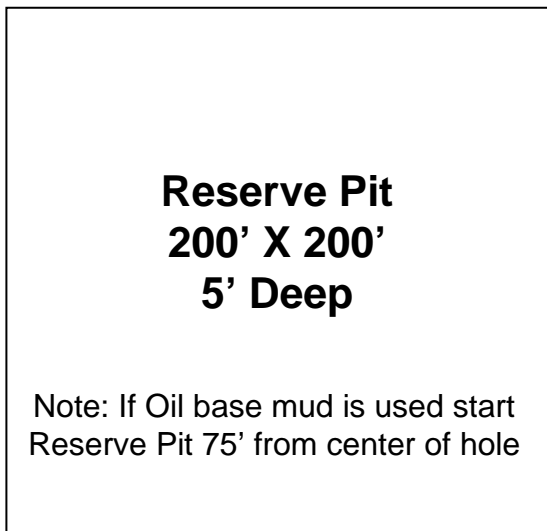 Reserve Pit
200’ X 200’
5’ Deep
Note: If Oil base mud is used start
Reserve Pit 75’ from center of hole